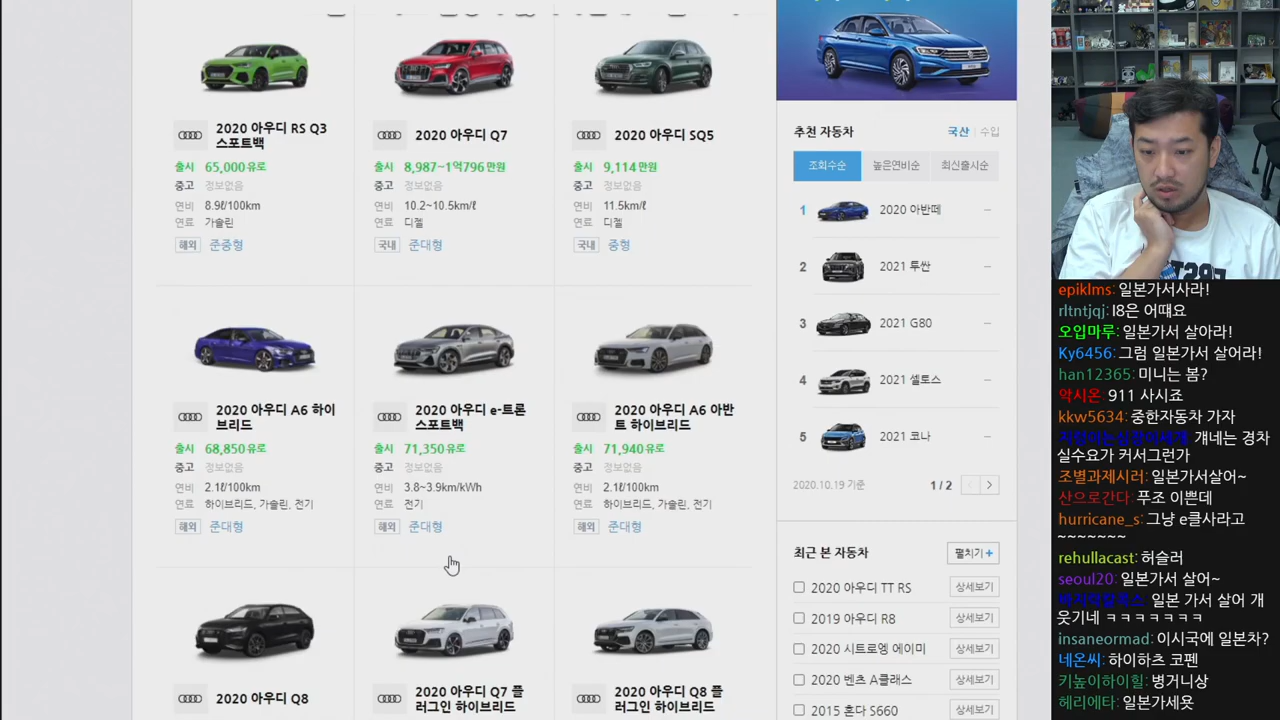 2020 아우디 RS Q3
스포트백
출시 65,000 유로
중고 정보없음
연비 8.9ℓ/100km
연료 가솔린
해외 준중형
2020 아우디 Q7
출시 8,987~1억796 만원
중고 정보없음
연비 10.2~10.5km/ℓ
연료 디젤
국내 준대형
2020 아우디 SQ5
출시 9,114 만원
중고 정보없음
연비 11.5km/ℓ
연료 디젤
국내 중형
2020 아우디 A6 하이
브리드
출시 68,850 유로
중고 정보없음
연비 2.1ℓ/100km
연료 하이브리드, 가솔린, 전기
해외 준대형
2020 아우디 e-트론
스포트백
출시 71,350 유로
중고 정보없음
연비 3.8~3.9km/kWh
연료 전기
해외 준대형
2020 아우디 A6 아반
트 하이브리드
출시 71,940 유로
중고 정보없음
연비 2.1ℓ/100km
연료 하이브리드, 가솔린, 전기
해외 준대형
2020 아우디 Q8
2020 아우디 Q7 플
러그인 하이브리드
2020 아우디 Q8 플
러그인 하이브리드
추천 자동차 국산 | 수입
조회수순 높은연비순 최신출시순
1 2020 아반떼 –
2 2021 투싼 –
3 2021 G80 –
4 2021 셀토스 –
5 2021 코나 –
2020.10.19 기준 1 / 2
최근 본 자동차 펼치기 +
2020 아우디 TT RS 상세보기
2019 아우디 R8 상세보기
2020 시트로엥 에이미 상세보기
2020 벤츠 A클래스 상세보기
2015 혼다 S660 상세보기
epiklms: 일본가서사라!
rltntjqj: I8은 어때요
오입마루: 일본가서 살아라!
Ky6456: 그럼 일본가서 살어라!
han12365: 미니는 봄?
악시온: 911 사시죠
kkw5634: 중한자동차 가자
걔네는 경차
실수요가 커서그런가
조별과제시러: 일본가서살어~
산으로간다: 푸조 이쁜데
hurricane_s: 그냥 e클사라고
~~~~~~~
rehullacast: 허슬러
seoul20: 일본가서 살어~
일본 가서 살어 개
웃기네 ㅋㅋㅋㅋㅋㅋㅋ
insaneormad: 이시국에 일본차?
네온씨: 하이하츠 코펜
키높이하이힐: 병거니상
헤리에타: 일본가세욧